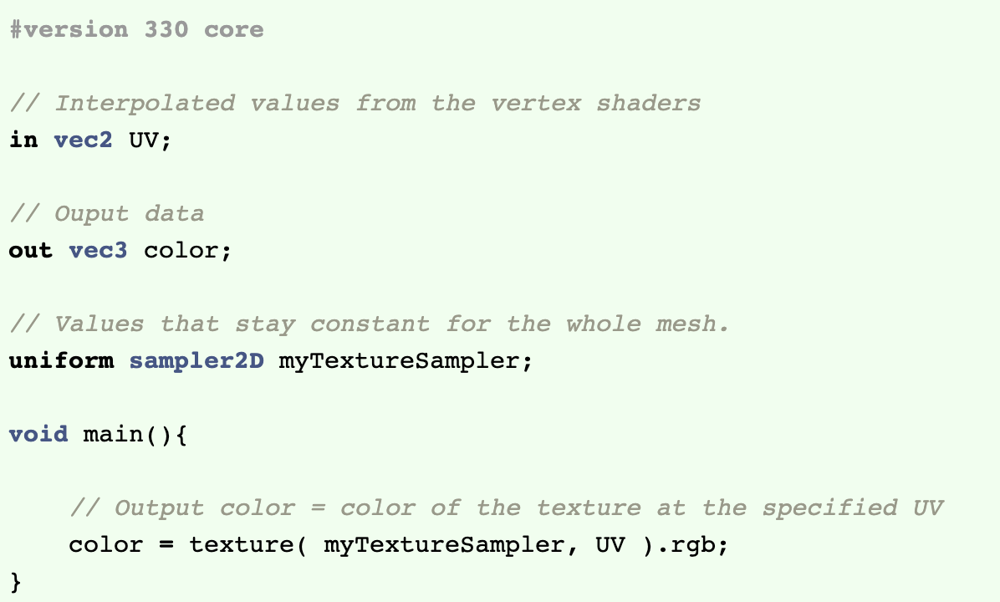 #version 330 core
// Interpolated values from the vertex shaders
in vec2 UV;
// Ouput data
out vec3 color;
// Values that stay constant for the whole mesh.
uniform sampler2D myTextureSampler;
void main(){
    // Output color = color of the texture at the specified UV
    color = texture( myTextureSampler, UV ).rgb;
}